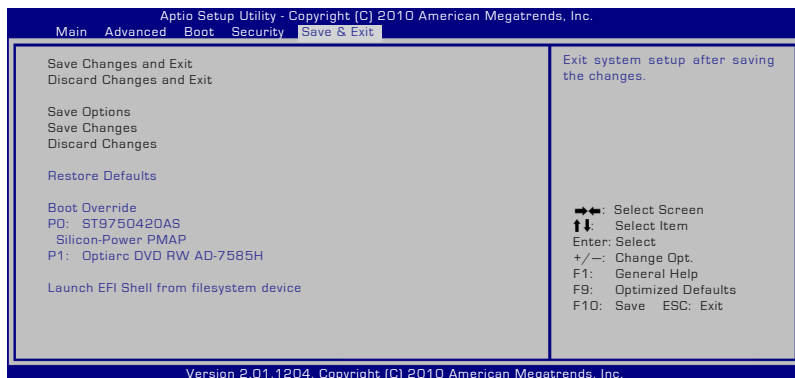 Aptio Setup Utility - Copyright (C) 2010 American Megatrends, Inc.
Main Advanced Boot Security Save & Exit
Save Changes and Exit
Discard Changes and Exit
Save Options
Save Changes
Discard Changes
Restore Defaults
Boot Override
P0: ST9750420AS
Silicon-Power PMAP
P1: Optiarc DVD RW AD-7585H
Launch EFI Shell from filesystem device
Exit system setup after saving
the changes.
→←: Select Screen
↑↓: Select Item
Enter: Select
+/—: Change Opt.
F1: General Help
F9: Optimized Defaults
F10: Save ESC: Exit
Version 2.01.1204. Copyright (C) 2010 American Megatrends, Inc.